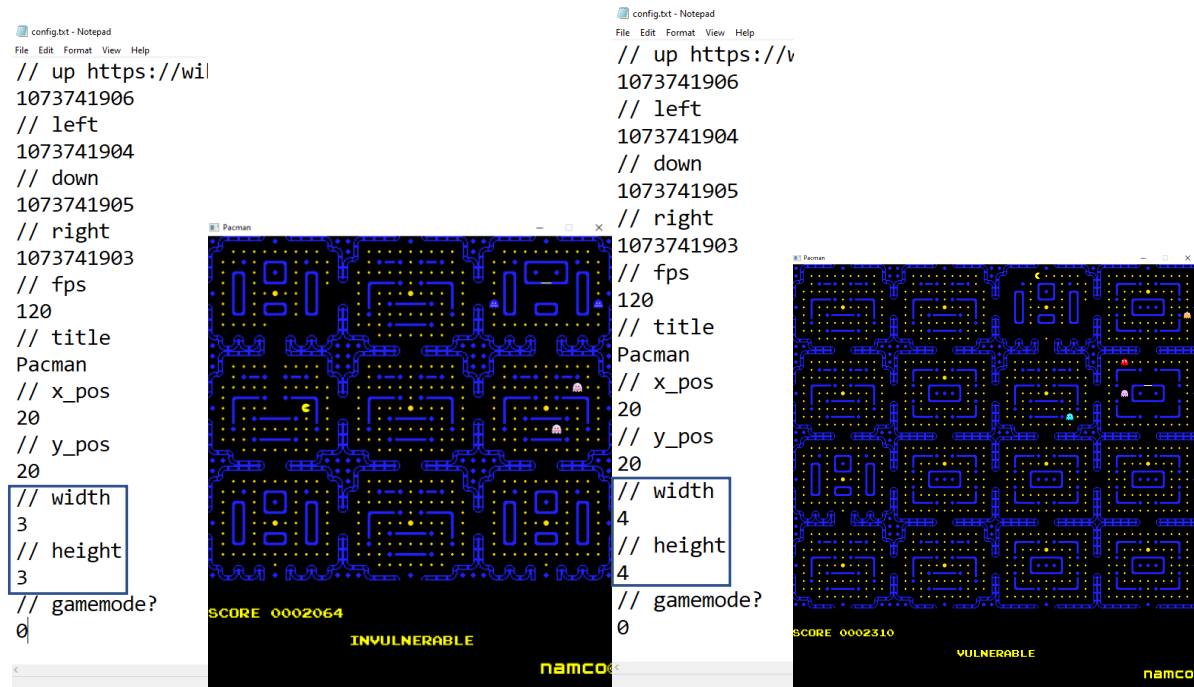 config.txt - Notepad
File Edit Format View Help
// up https://wil
1073741906
// left
1073741904
// down
1073741905
// right
1073741903
// fps
120
// title
Pacman
// x_pos
20
// y_pos
20
// width
3
// height
3
// gamemode?
0
Pacman
SCORE 0002064
INVULNERABLE
namco
config.txt - Notepad
File Edit Format View Help
// up https://w
1073741906
// left
1073741904
// down
1073741905
// right
1073741903
// fps
120
// title
Pacman
// x_pos
20
// y_pos
20
// width
4
// height
4
// gamemode?
0
Pacman
SCORE 0002310
VULNERABLE
namco